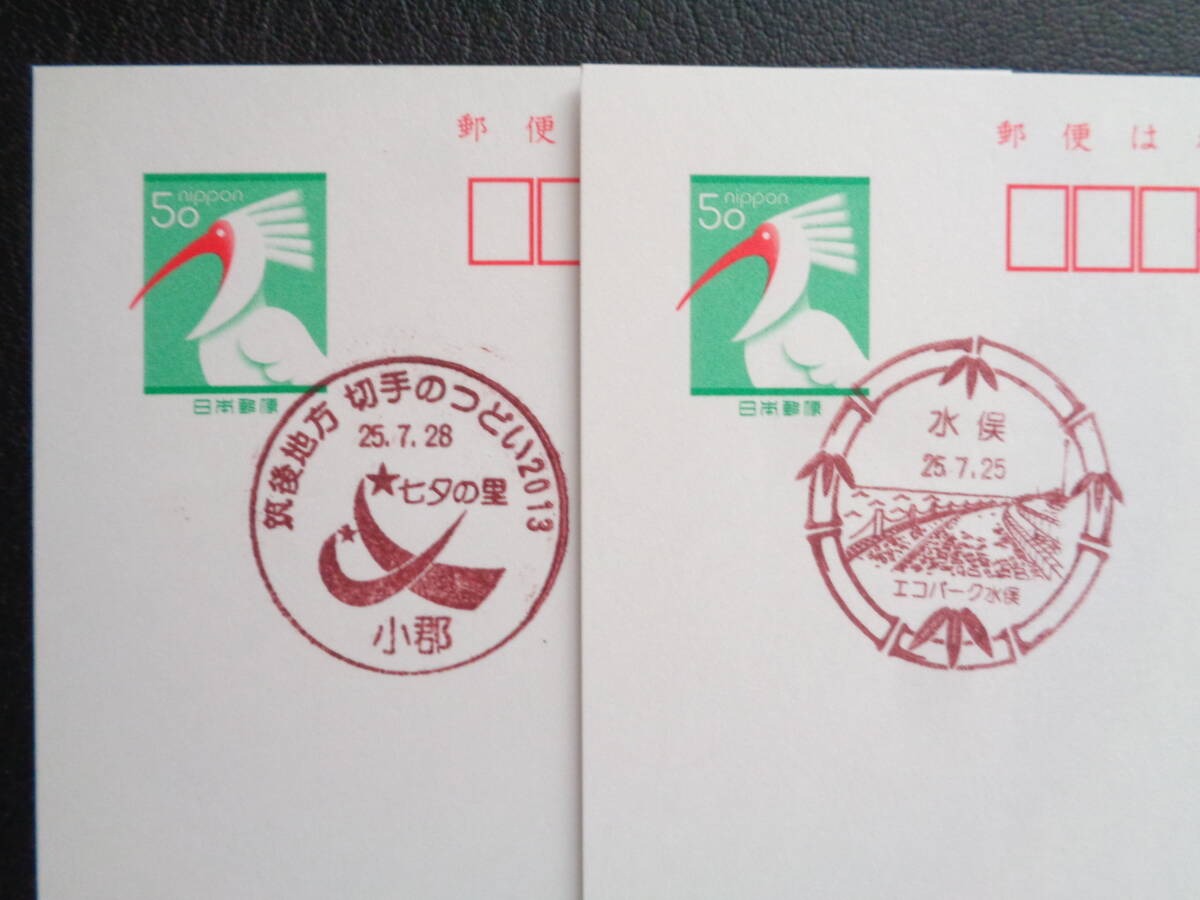 郵便
50 nippon
日本郵便
筑後地方 切手のつどい2013
25.7.28
七夕の里
小郡
郵便は
50 nippon
日本郵便
水俣
25.7.25
エコパーク水俣